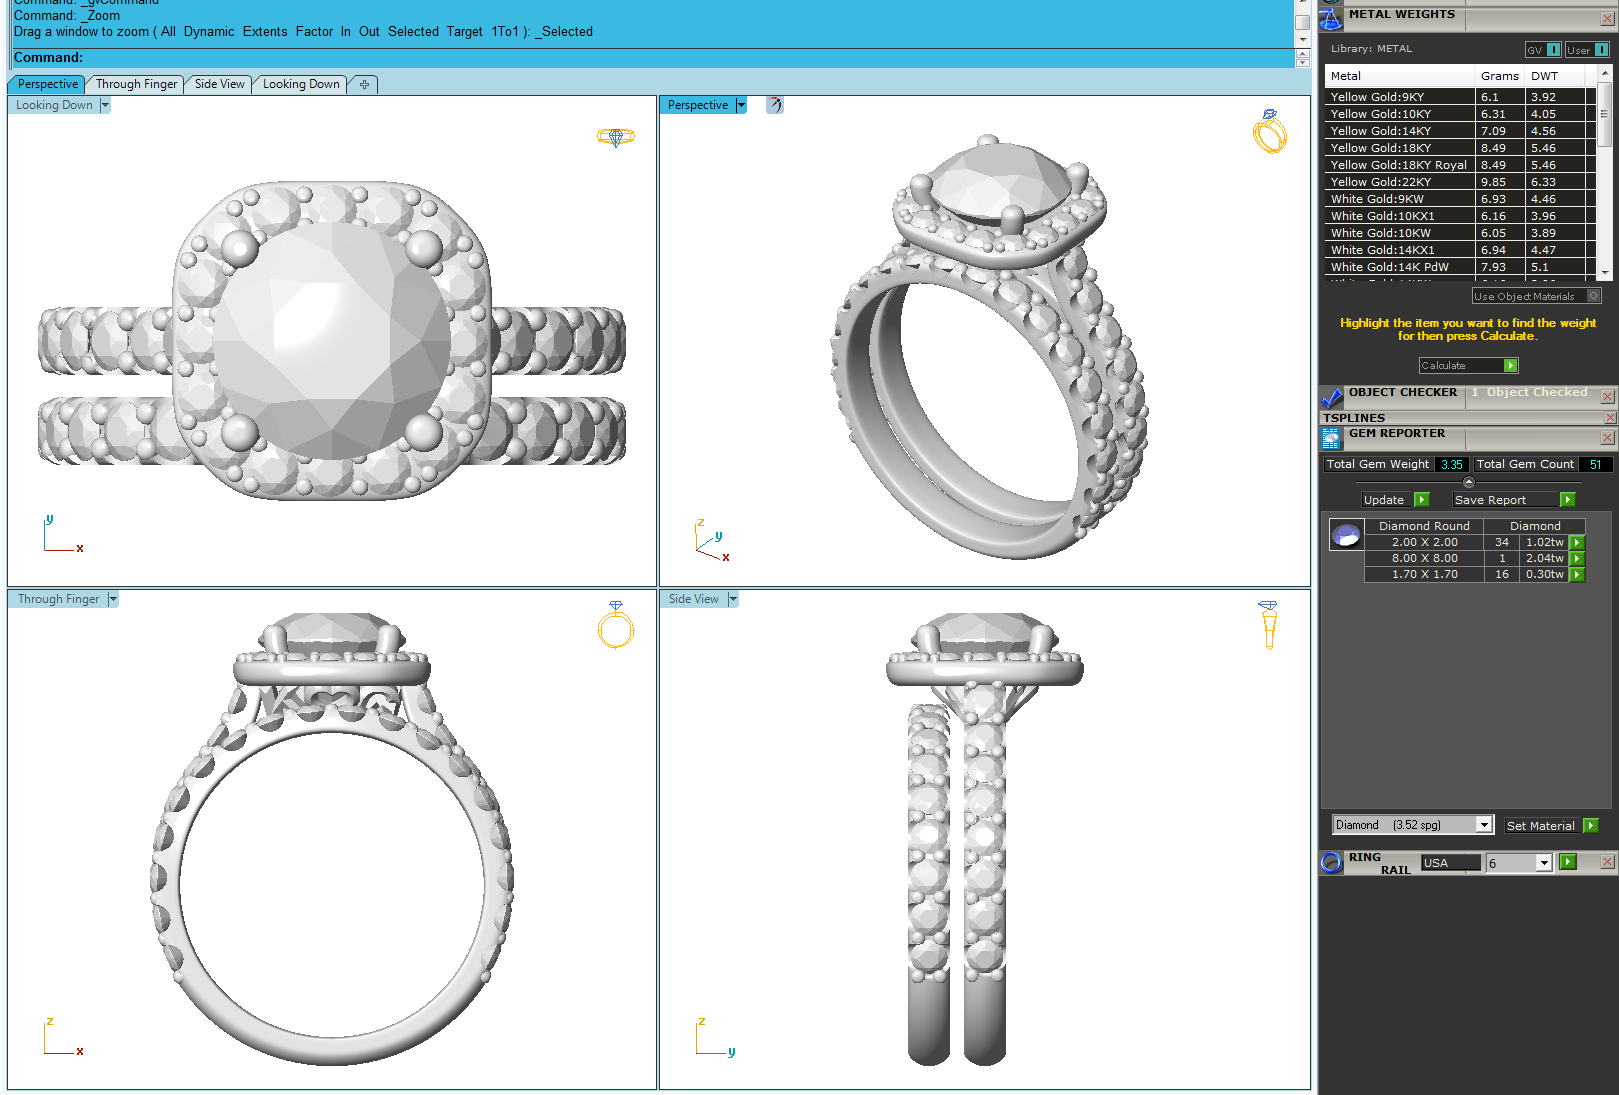 Command: _gvCommand
Command: _Zoom
Drag a window to zoom ( All  Dynamic  Extents  Factor  In  Out  Selected  Target  1To1 ): _Selected
Command:
Perspective
Through Finger
Side View
Looking Down
Looking Down
y
x
Perspective
z
y
x
Through Finger
z
x
Side View
z
y
METAL WEIGHTS
Library: METAL
GV I User I
Metal Grams DWT
Yellow Gold:9KY 6.1 3.92
Yellow Gold:10KY 6.31 4.05
Yellow Gold:14KY 7.09 4.56
Yellow Gold:18KY 8.49 5.46
Yellow Gold:18KY Royal 8.49 5.46
Yellow Gold:22KY 9.85 6.33
White Gold:9KW 6.93 4.46
White Gold:10KX1 6.16 3.96
White Gold:10KW 6.05 3.89
White Gold:14KX1 6.94 4.47
White Gold:14K PdW 7.93 5.1
Use Object Materials O
Highlight the item you want to find the weight
for then press Calculate.
Calculate
OBJECT CHECKER 1 Object Checked
TSPLINES
GEM REPORTER
Total Gem Weight 3.35 Total Gem Count 51
Update Save Report
Diamond Round Diamond
2.00 X 2.00 34 1.02tw
8.00 X 8.00 1 2.04tw
1.70 X 1.70 16 0.30tw
Diamond (3.52 spg) Set Material
RING RAIL USA 6